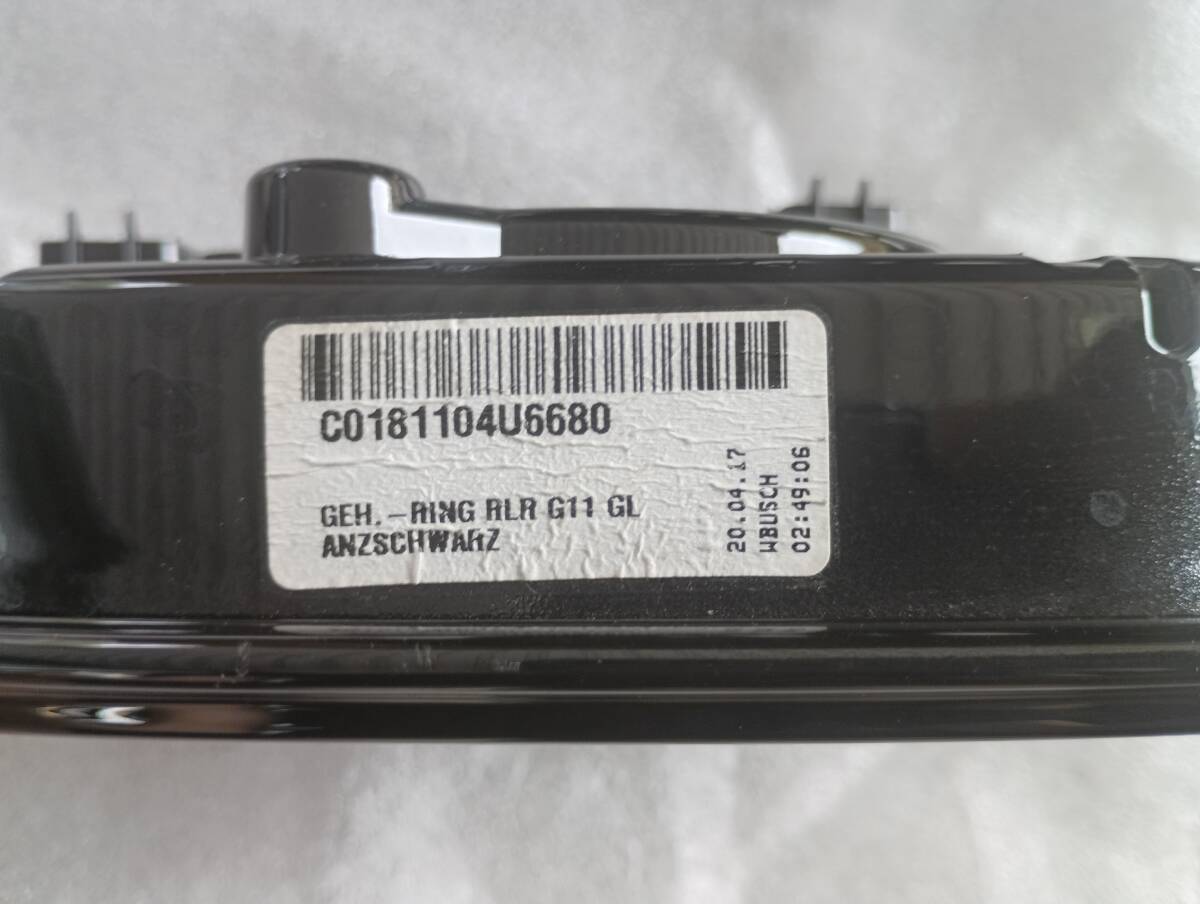 C0181104U6680
GEH.-RING RLR G11 GL
ANZSCHWARZ
20.04.17
WBUSCH
02:49:06